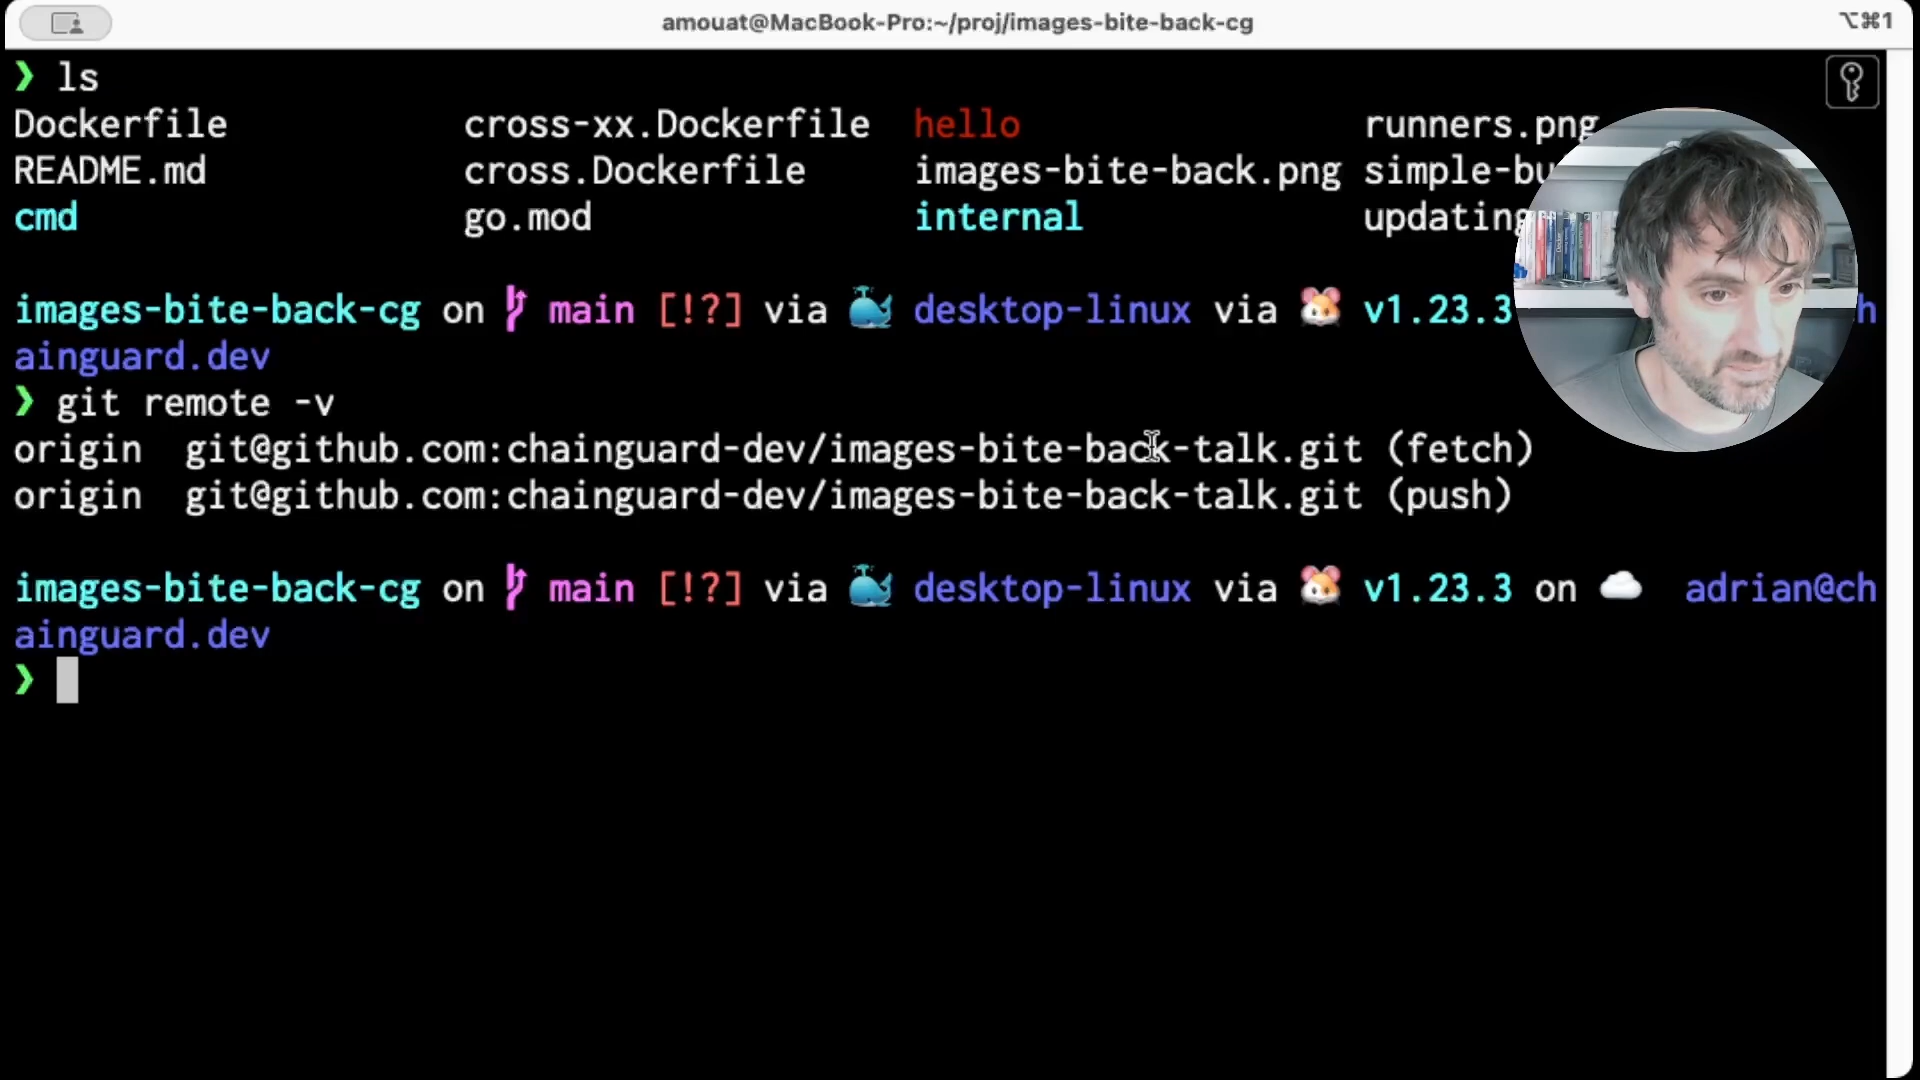 amouat@MacBook-Pro:~/proj/images-bite-back-cg
⌥⌘1
❯ ls
Dockerfile cross-xx.Dockerfile hello runners.png
README.md cross.Dockerfile images-bite-back.png simple-bu
cmd go.mod internal updating
images-bite-back-cg on main [!?] via 🐳 desktop-linux via 🐹 v1.23.3 h
ainguard.dev
❯ git remote -v
origin git@github.com:chainguard-dev/images-bite-back-talk.git (fetch)
origin git@github.com:chainguard-dev/images-bite-back-talk.git (push)
images-bite-back-cg on main [!?] via 🐳 desktop-linux via 🐹 v1.23.3 on ☁️ adrian@ch
ainguard.dev
❯